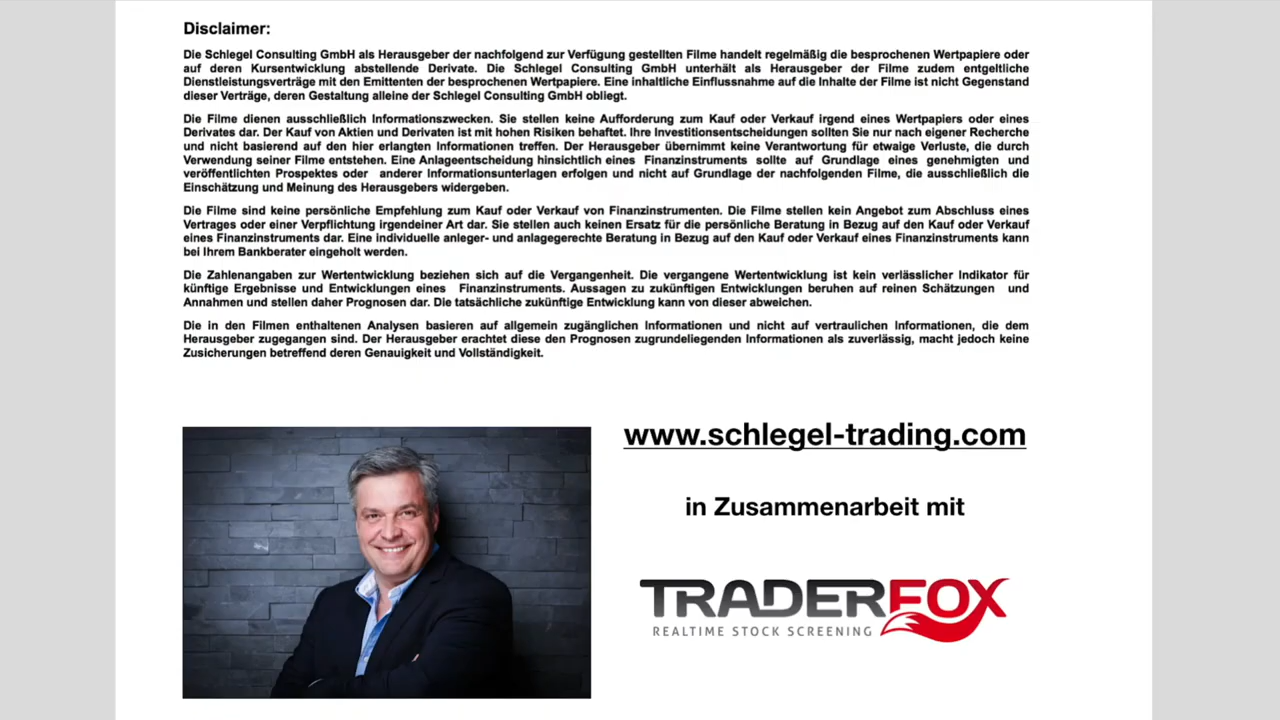 Disclaimer:
Die Schlegel Consulting GmbH als Herausgeber der nachfolgend zur Verfügung gestellten Filme handelt regelmäßig die besprochenen Wertpapiere oder
auf deren Kursentwicklung abstellende Derivate. Die Schlegel Consulting GmbH unterhält als Herausgeber der Filme zudem entgeltliche
Dienstleistungsverträge mit den Emittenten der besprochenen Wertpapiere. Eine inhaltliche Einflussnahme auf die Inhalte der Filme ist nicht Gegenstand
dieser Verträge, deren Gestaltung alleine der Schlegel Consulting GmbH obliegt.
Die Filme dienen ausschließlich Informationszwecken. Sie stellen keine Aufforderung zum Kauf oder Verkauf irgend eines Wertpapiers oder eines
Derivates dar. Der Kauf von Aktien und Derivaten ist mit hohen Risiken behaftet. Ihre Investitionsentscheidungen sollten Sie nur nach eigener Recherche
und nicht basierend auf den hier erlangten Informationen treffen. Der Herausgeber übernimmt keine Verantwortung für etwaige Verluste, die durch
Verwendung seiner Filme entstehen. Eine Anlageentscheidung hinsichtlich eines Finanzinstruments sollte auf Grundlage eines genehmigten und
veröffentlichten Prospektes oder anderer Informationsunterlagen erfolgen und nicht auf Grundlage der nachfolgenden Filme, die ausschließlich die
Einschätzung und Meinung des Herausgebers widergeben.
Die Filme sind keine persönliche Empfehlung zum Kauf oder Verkauf von Finanzinstrumenten. Die Filme stellen kein Angebot zum Abschluss eines
Vertrages oder einer Verpflichtung irgendeiner Art dar. Sie stellen auch keinen Ersatz für die persönliche Beratung in Bezug auf den Kauf oder Verkauf
eines Finanzinstruments dar. Eine individuelle anleger- und anlagegerechte Beratung in Bezug auf den Kauf oder Verkauf eines Finanzinstruments kann
bei Ihrem Bankberater eingeholt werden.
Die Zahlenangaben zur Wertentwicklung beziehen sich auf die Vergangenheit. Die vergangene Wertentwicklung ist kein verlässlicher Indikator für
künftige Ergebnisse und Entwicklungen eines Finanzinstruments. Aussagen zu zukünftigen Entwicklungen beruhen auf reinen Schätzungen und
Annahmen und stellen daher Prognosen dar. Die tatsächliche zukünftige Entwicklung kann von dieser abweichen.
Die in den Filmen enthaltenen Analysen basieren auf allgemein zugänglichen Informationen und nicht auf vertraulichen Informationen, die dem
Herausgeber zugegangen sind. Der Herausgeber erachtet diese den Prognosen zugrundeliegenden Informationen als zuverlässig, macht jedoch keine
Zusicherungen betreffend deren Genauigkeit und Vollständigkeit.
www.schlegel-trading.com
in Zusammenarbeit mit
TRADERFOX
REALTIME STOCK SCREENING